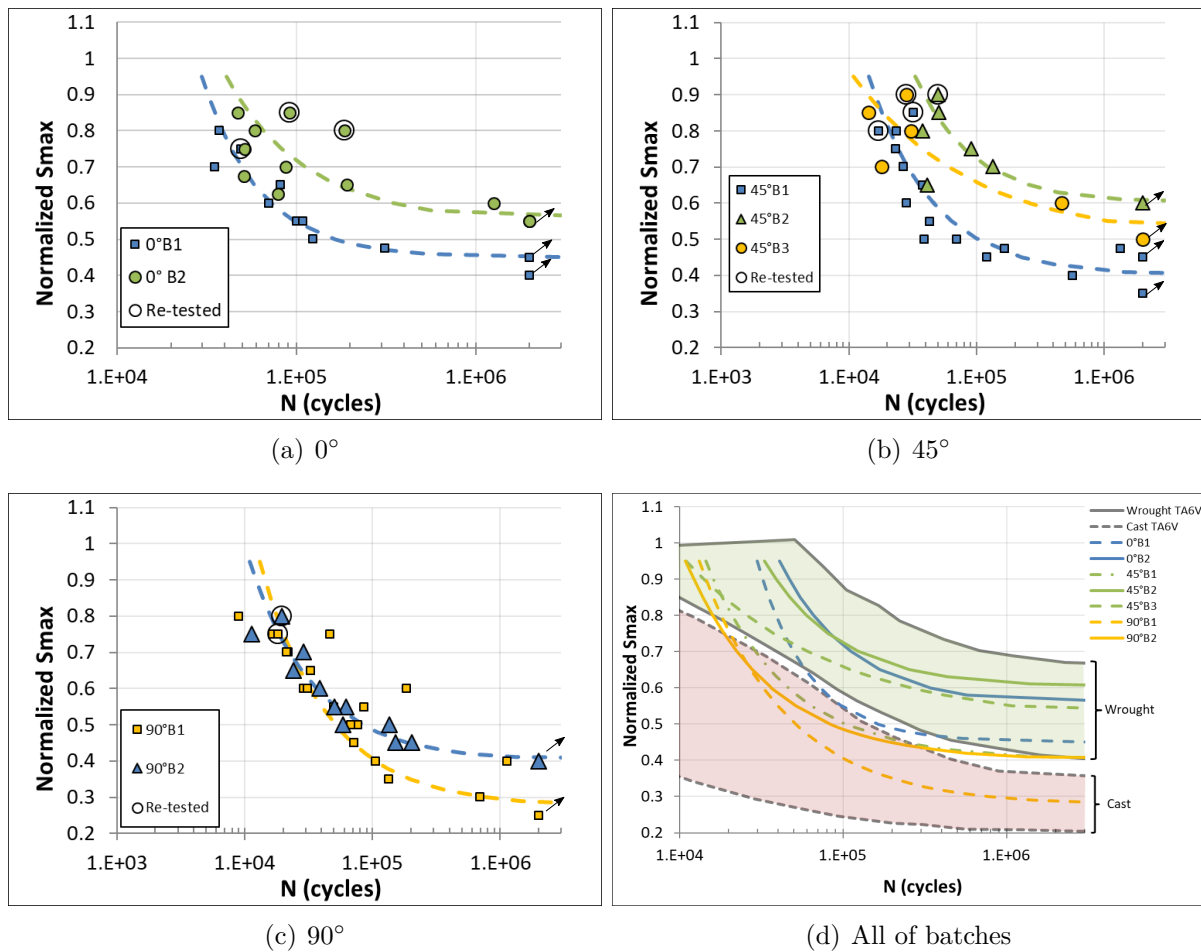 1.1
1
0.9
0.8
0.7
0.6
0.5
0.4
0.3
0.2
Normalized Smax
0°B1
0° B2
Re-tested
1.E+04
1.E+05
1.E+06
N (cycles)
(a) 0°
1.1
1
0.9
0.8
0.7
0.6
0.5
0.4
0.3
0.2
Normalized Smax
45°B1
45°B2
45°B3
Re-tested
1.E+03
1.E+04
1.E+05
1.E+06
N (cycles)
(b) 45°
1.1
1
0.9
0.8
0.7
0.6
0.5
0.4
0.3
0.2
Normalized Smax
90°B1
90°B2
Re-tested
1.E+03
1.E+04
1.E+05
1.E+06
N (cycles)
(c) 90°
1.1
1
0.9
0.8
0.7
0.6
0.5
0.4
0.3
0.2
Normalized Smax
Wrought TA6V
Cast TA6V
0°B1
0°B2
45°B1
45°B2
45°B3
90°B1
90°B2
Wrought
Cast
1.E+04
1.E+05
1.E+06
N (cycles)
(d) All of batches